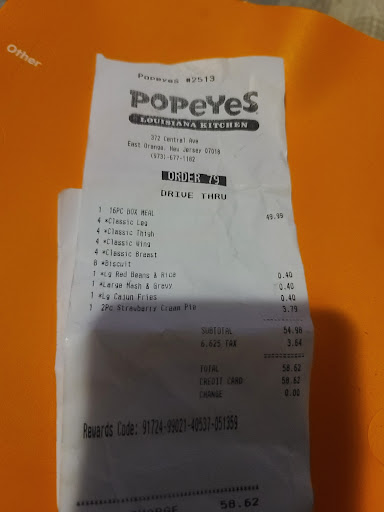 Other
Popeyes #2513
POPEYES
LOUISIANA KITCHEN
272 Central Ave
East Orange, New Jersey 07018
(973)-677-1102
ORDER 79
DRIVE THRU
1 16PC BOX MEAL 49.99
4 *Classic Leg
4 *Classic Thigh
4 *Classic Wing
4 *Classic Breast
8 *Biscuit
1 *Lg Red Beans & Rice 0.40
1 *Large Mash & Gravy 0.40
1 *Lg Cajun Fries 0.40
1 2Pc Strawberry Cream Pie 3.79
SUBTOTAL 54.98
6.625 TAX 3.64
TOTAL 58.62
CREDIT CARD 58.62
CHANGE 0.00
Rewards Code: 91724-99021-40537-051359
CHARGE 58.62